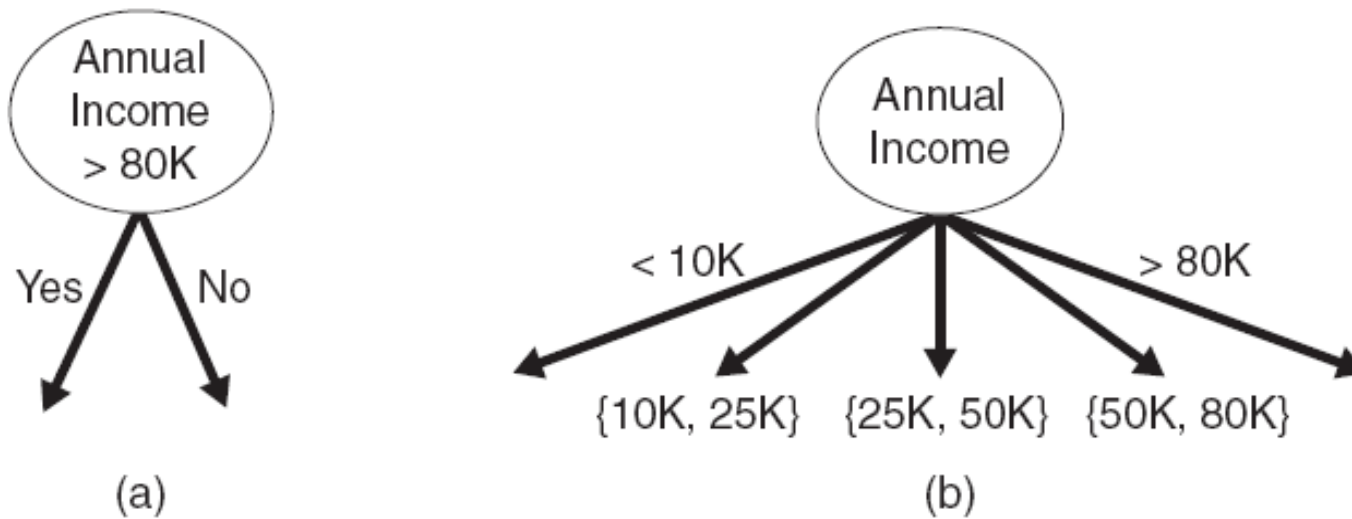 Annual
Income
> 80K
Yes
No
(a)
Annual
Income
< 10K
> 80K
{10K, 25K}
{25K, 50K}
{50K, 80K}
(b)